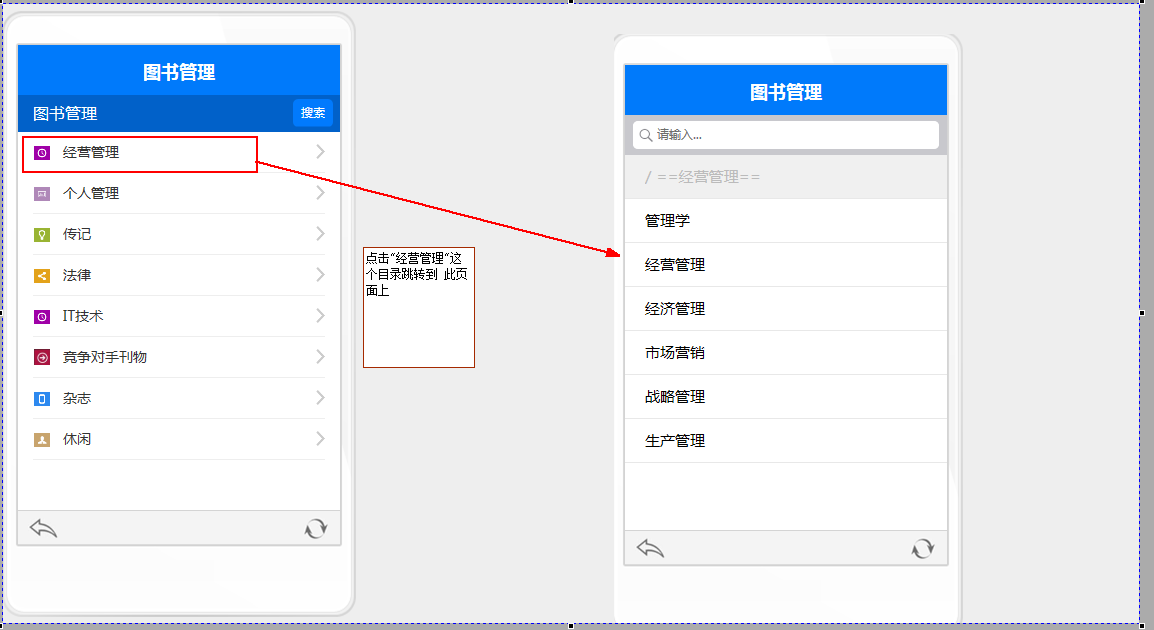 图书管理
图书管理
搜索
经营管理
个人管理
传记
法律
IT技术
竞争对手刊物
杂志
休闲
点击“经营管理“这
个目录跳转到 此页
面上
图书管理
请输入...
/ ==经营管理==
管理学
经营管理
经济管理
市场营销
战略管理
生产管理